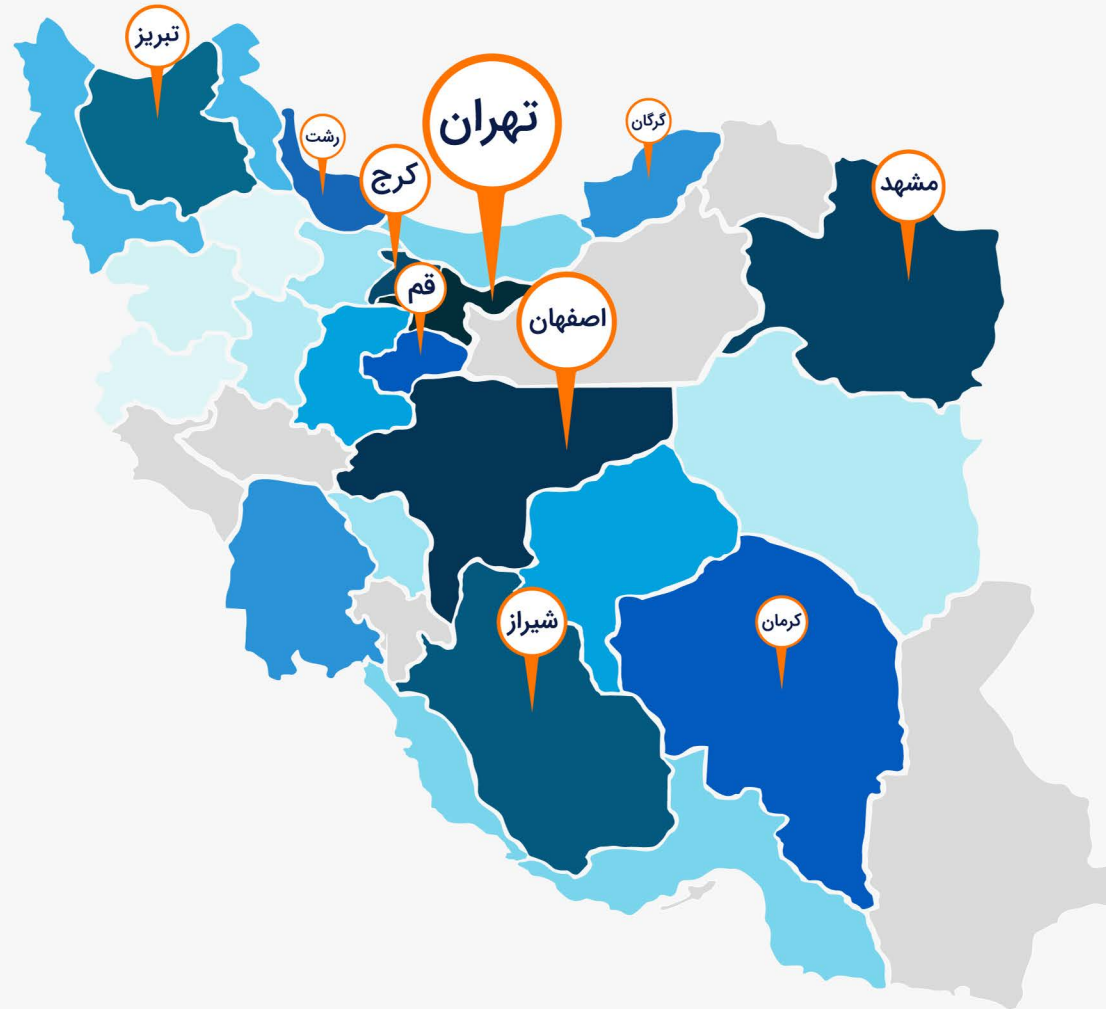 تبریز
تهران
گرگان
رشت
کرج
مشهد
قم
اصفهان
شیراز
کرمان